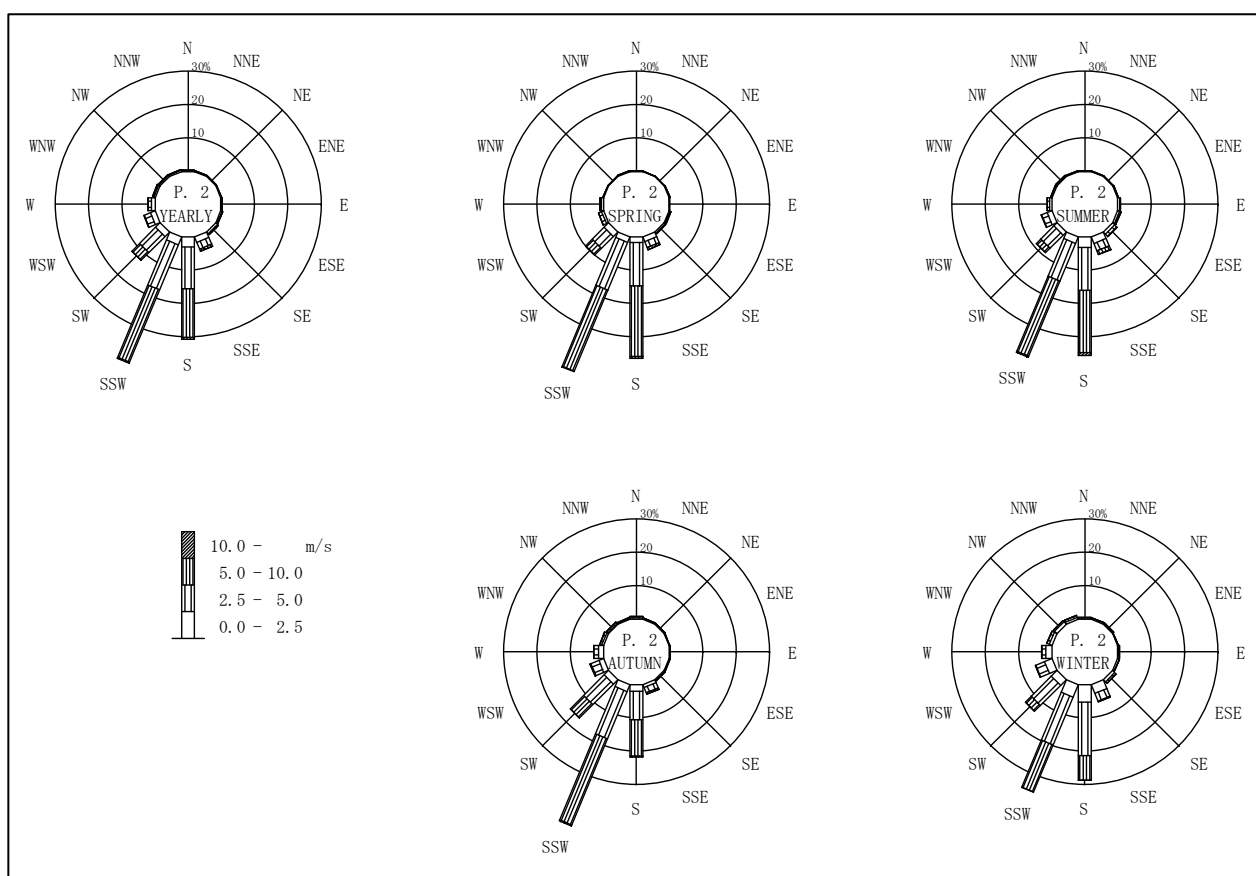 N
NNW 30% NNE
NW 20 NE
10
WNW ENE
P. 2
W YEARLY E
WSW ESE
SW SE
SSE
SSW S
N
NNW 30% NNE
NW 20 NE
10
WNW ENE
P. 2
W SPRING E
WSW ESE
SW SE
SSE
SSW S
N
NNW 30% NNE
NW 20 NE
10
WNW ENE
P. 2
W SUMMER E
WSW ESE
SW SE
SSE
SSW S
10.0 - m/s
5.0 - 10.0
2.5 - 5.0
0.0 - 2.5
N
NNW 30% NNE
NW 20 NE
10
WNW ENE
P. 2
W AUTUMN E
WSW ESE
SW SE
SSE
S
SSW
N
NNW 30% NNE
NW 20 NE
10
WNW ENE
P. 2
W WINTER E
WSW ESE
SW SE
SSE
SSW S